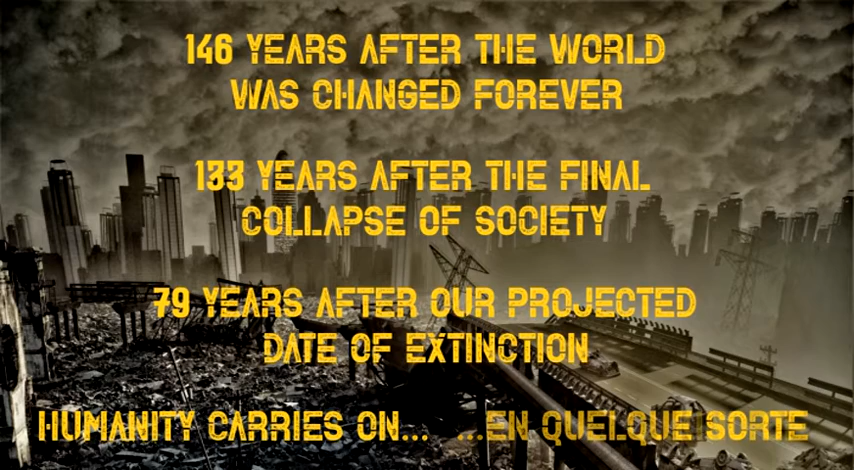 146 YEARS AFTER THE WORLD
WAS CHANGED FOREVER
133 YEARS AFTER THE FINAL
COLLAPSE OF SOCIETY
79 YEARS AFTER OUR PROJECTED
DATE OF EXTINCTION
HUMANITY CARRIES ON... ...EN QUELQUE SORTE